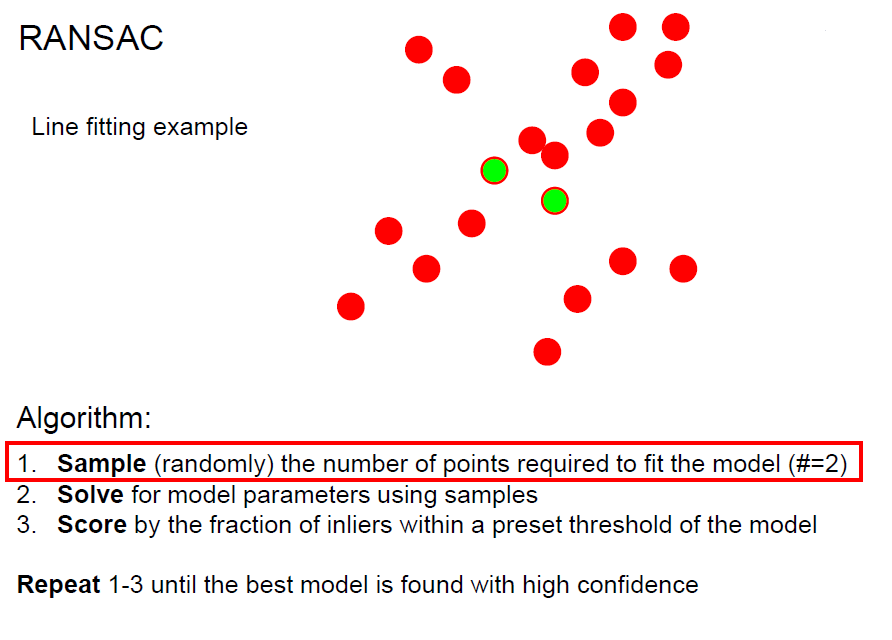 RANSAC
Line fitting example
Algorithm:
1. Sample (randomly) the number of points required to fit the model (#=2)
2. Solve for model parameters using samples
3. Score by the fraction of inliers within a preset threshold of the model
Repeat 1-3 until the best model is found with high confidence